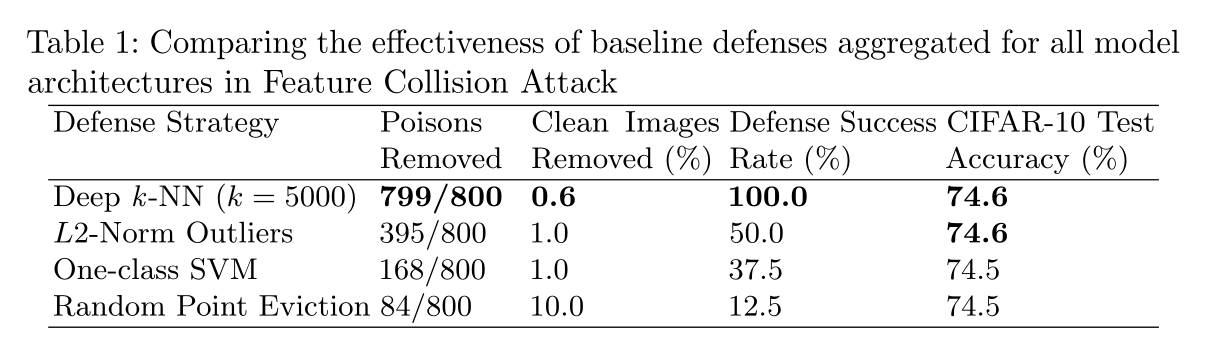 Table 1: Comparing the effectiveness of baseline defenses aggregated for all model
architectures in Feature Collision Attack
Defense Strategy Poisons Clean Images Defense Success CIFAR-10 Test
Removed Removed (%) Rate (%) Accuracy (%)
Deep k-NN (k = 5000) 799/800 0.6 100.0 74.6
L2-Norm Outliers 395/800 1.0 50.0 74.6
One-class SVM 168/800 1.0 37.5 74.5
Random Point Eviction 84/800 10.0 12.5 74.5